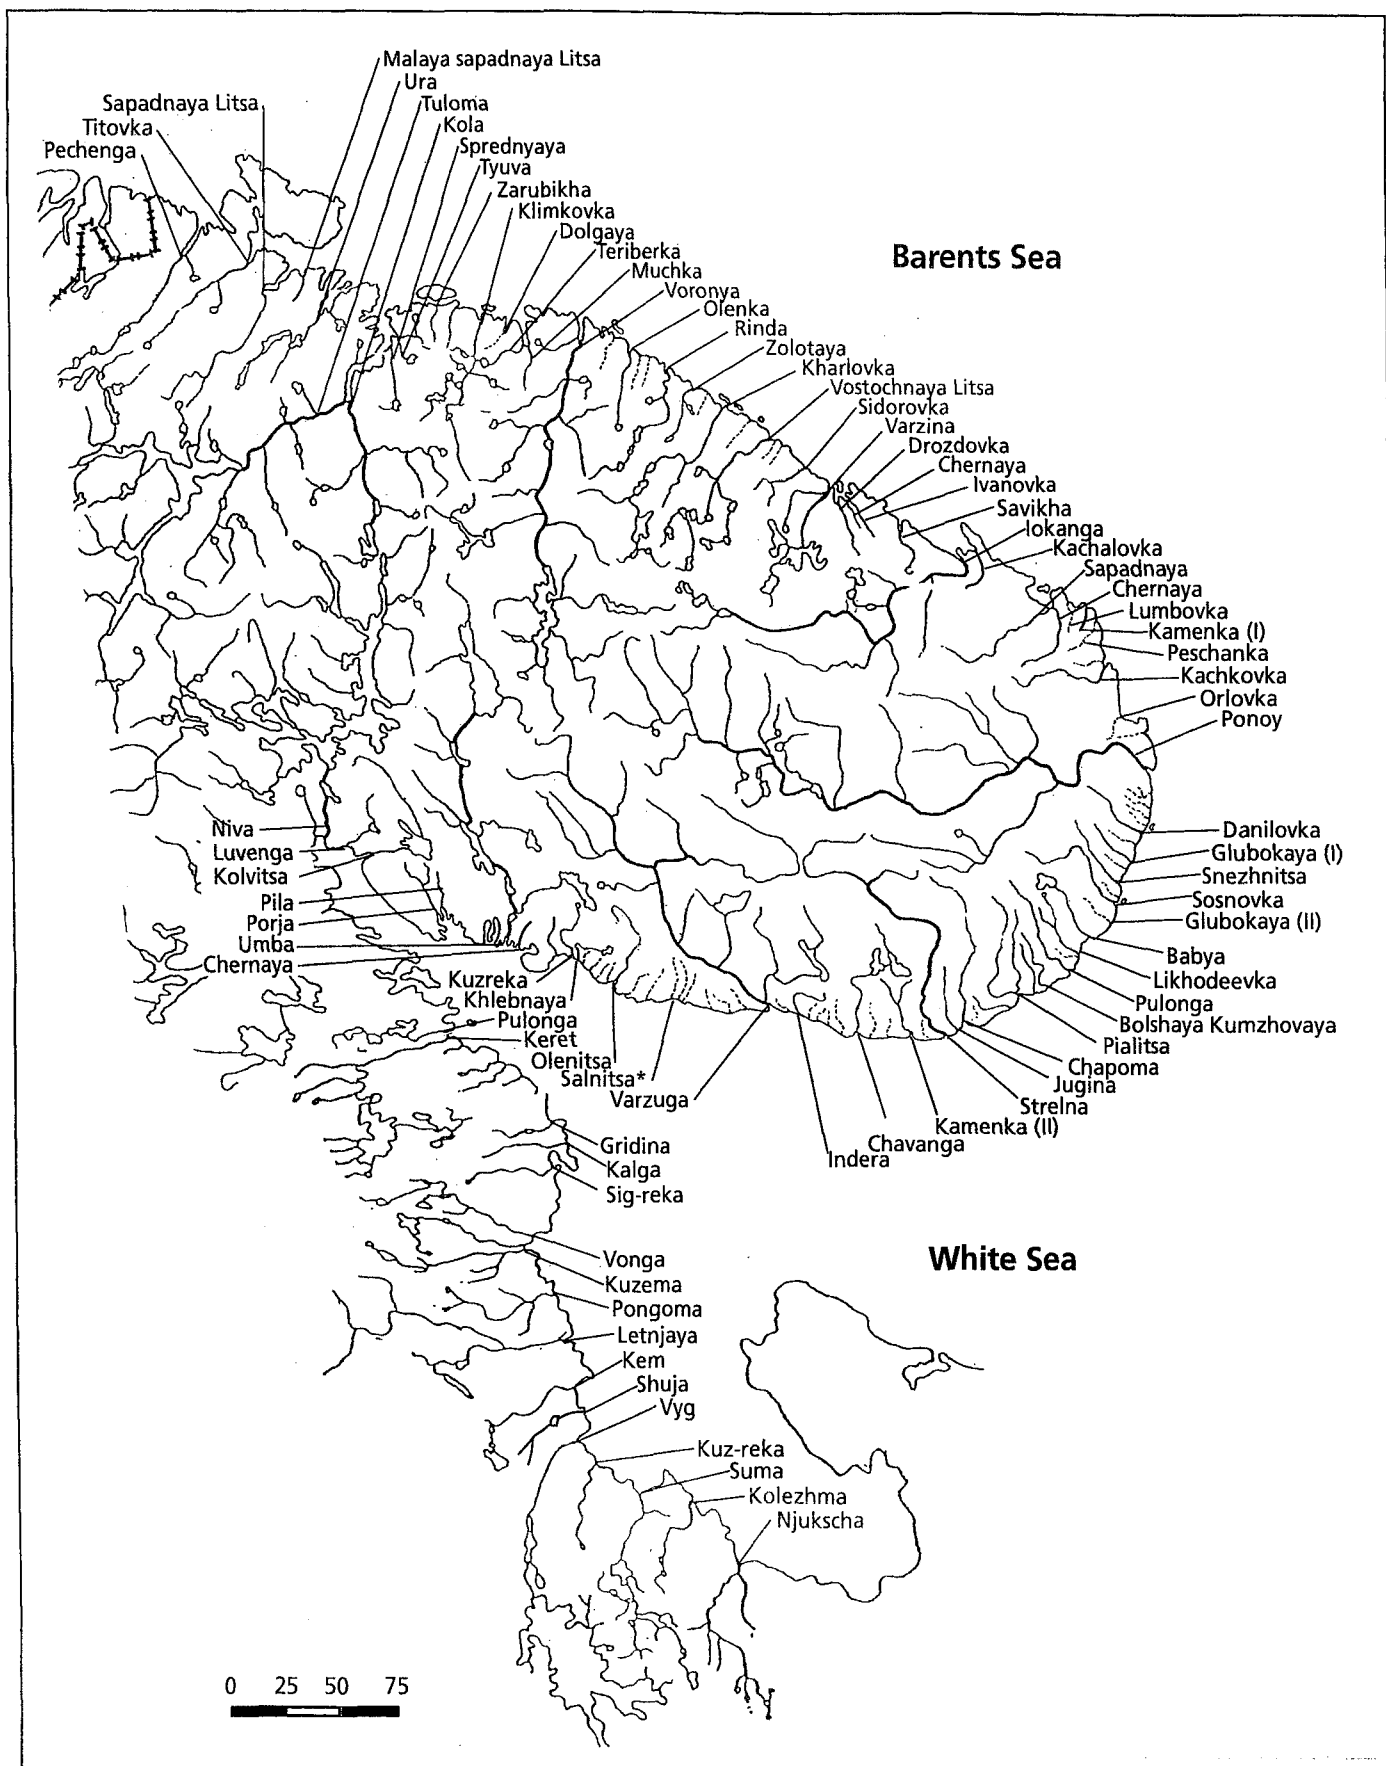 Malaya sapadnaya Litsa
Ura
Sapadnaya Litsa
Tuloma
Titovka
Kola
Pechenga
Sprednyaya
Tyuva
Zarubikha
Klimkovka
Dolgaya
Teriberka
Barents Sea
Muchka
Voronya
Olenka
Rinda
Zolotaya
Kharlovka
Vostochnaya Litsa
Sidorovka
Varzina
Drozdovka
Chernaya
Ivanovka
Savikha
Iokanga
Kachalovka
Sapadnaya
Chernaya
Lumbovka
Kamenka (I)
Peschanka
Kachkovka
Orlovka
Ponoy
Niva
Luvenga
Kolvitsa
Pila
Porja
Umba
Chernaya
Danilovka
Glubokaya (I)
Snezhnitsa
Sosnovka
Glubokaya (II)
Babya
Likhodeevka
Pulonga
Bolshaya Kumzhovaya
Pialitsa
Chapoma
Jugina
Strelna
Kamenka (II)
Chavanga
Indera
Kuzreka
Khlebnaya
Pulonga
Keret
Olenitsa
Salnitsa*
Varzuga
Gridina
Kalga
Sig-reka
Vonga
White Sea
Kuzema
Pongoma
Letnjaya
Kem
Shuja
Vyg
Kuz-reka
Suma
Kolezhma
Njukscha
0 25 50 75